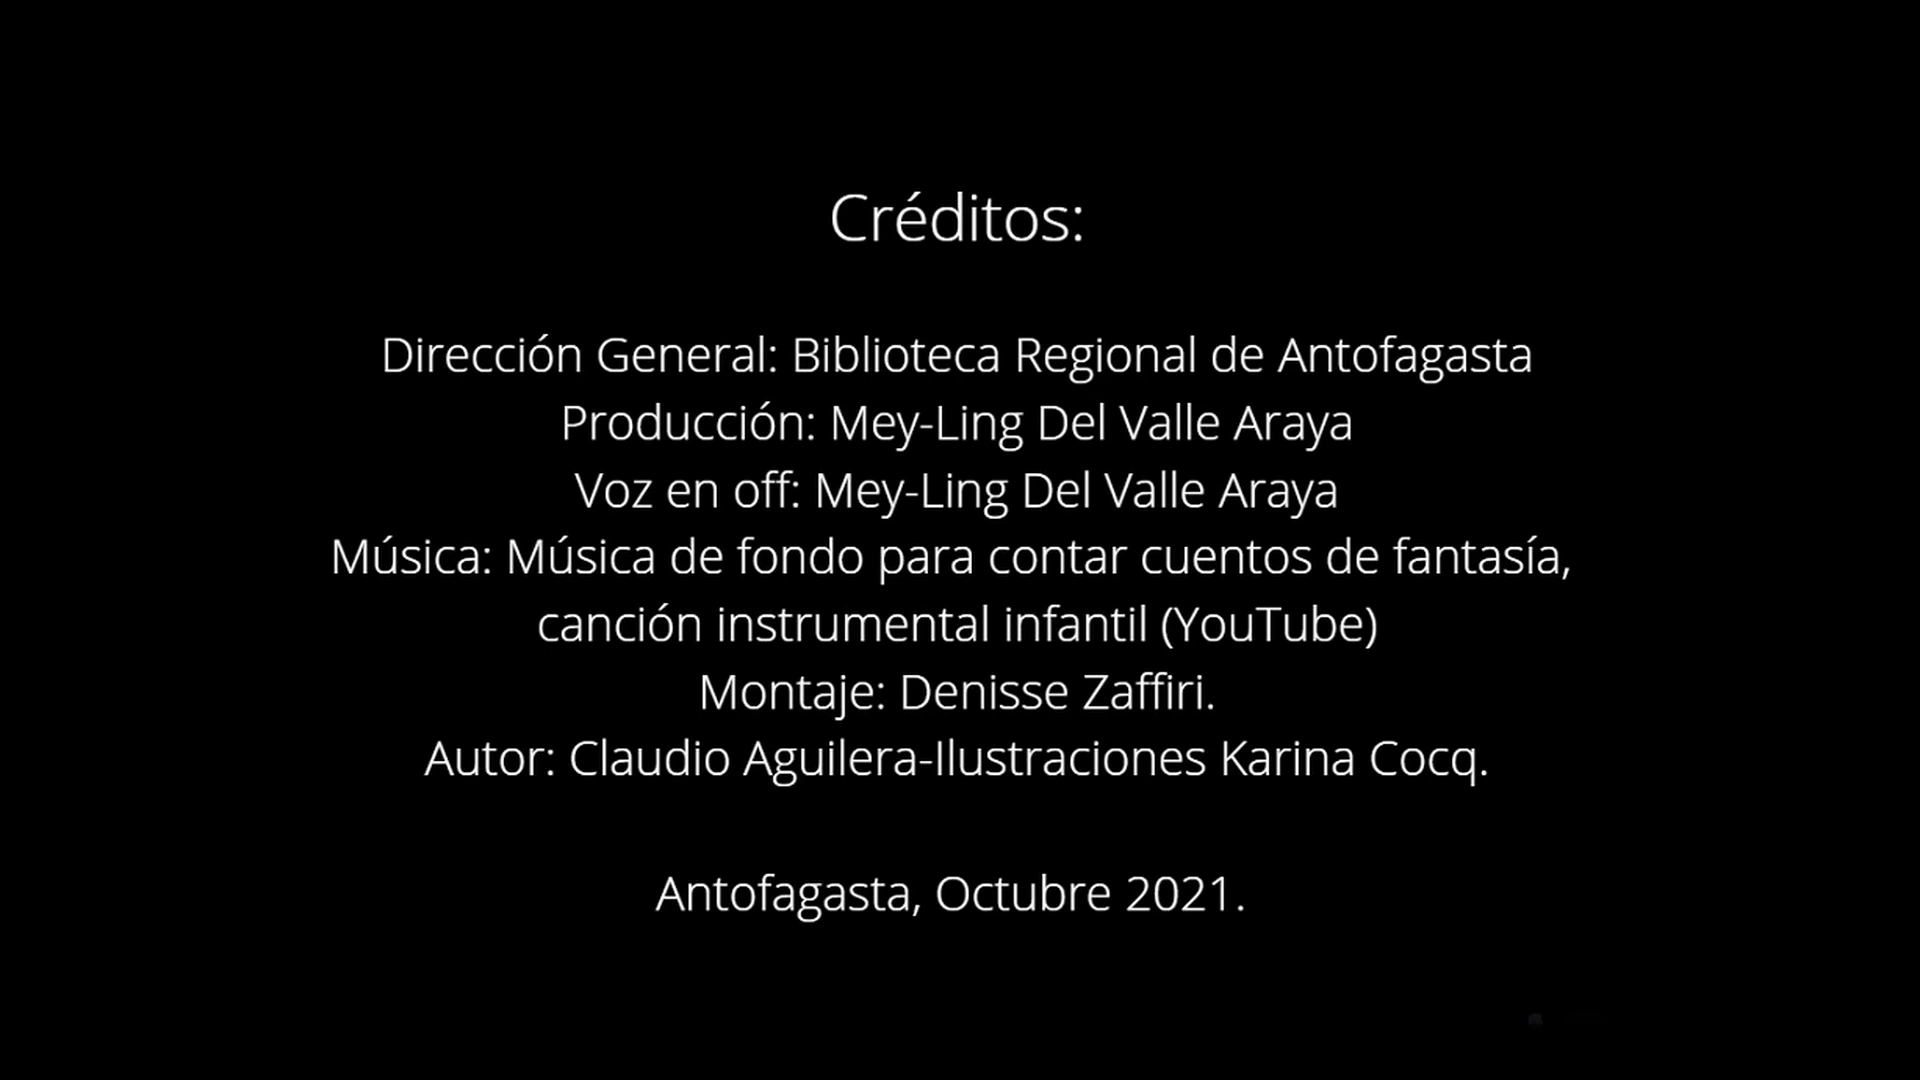 Créditos:
Dirección General: Biblioteca Regional de Antofagasta
Producción: Mey-Ling Del Valle Araya
Voz en off: Mey-Ling Del Valle Araya
Música: Música de fondo para contar cuentos de fantasía,
canción instrumental infantil (YouTube)
Montaje: Denisse Zaffiri.
Autor: Claudio Aguilera-Ilustraciones Karina Cocq.
Antofagasta, Octubre 2021.